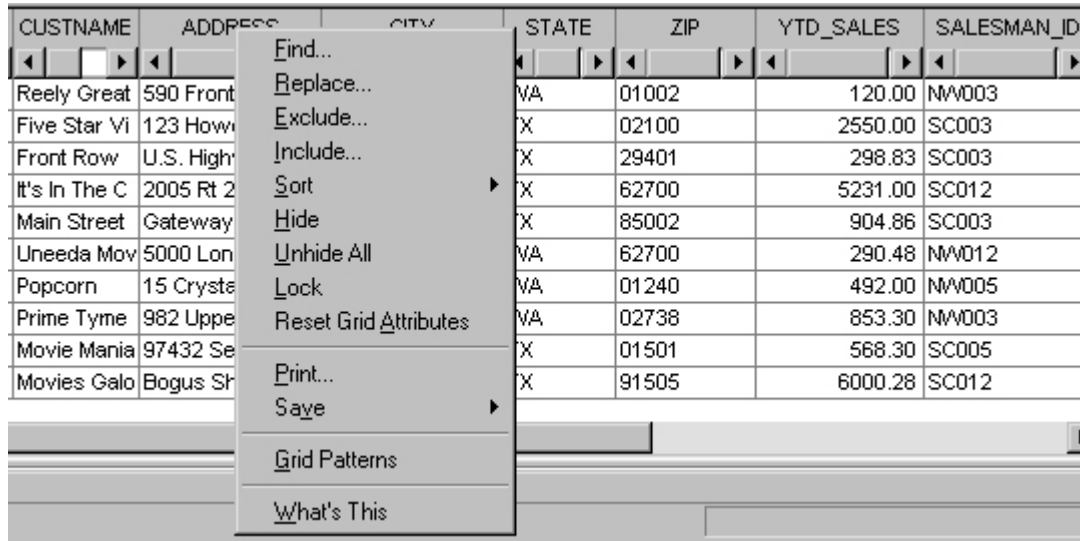 CUSTNAME ADDRESS CITY STATE ZIP YTD_SALES SALESMAN_ID
Reely Great 590 Front WA 01002 120.00 NW003
Five Star Vi 123 How TX 02100 2550.00 SC003
Front Row U.S. High TX 29401 298.83 SC003
It's In The C 2005 Rt 2 TX 62700 5231.00 SC012
Main Street Gateway TX 85002 904.86 SC003
Uneeda Mov 5000 Lon WA 62700 290.48 NW012
Popcorn 15 Crysta WA 01240 492.00 NW005
Prime Tyme 982 Uppe WA 02738 853.30 NW003
Movie Mania 97432 Se TX 01501 568.30 SC005
Movies Galo Bogus Sh TX 91505 6000.28 SC012
Find...
Replace...
Exclude...
Include...
Sort
Hide
Unhide All
Lock
Reset Grid Attributes
Print...
Save
Grid Patterns
What's This